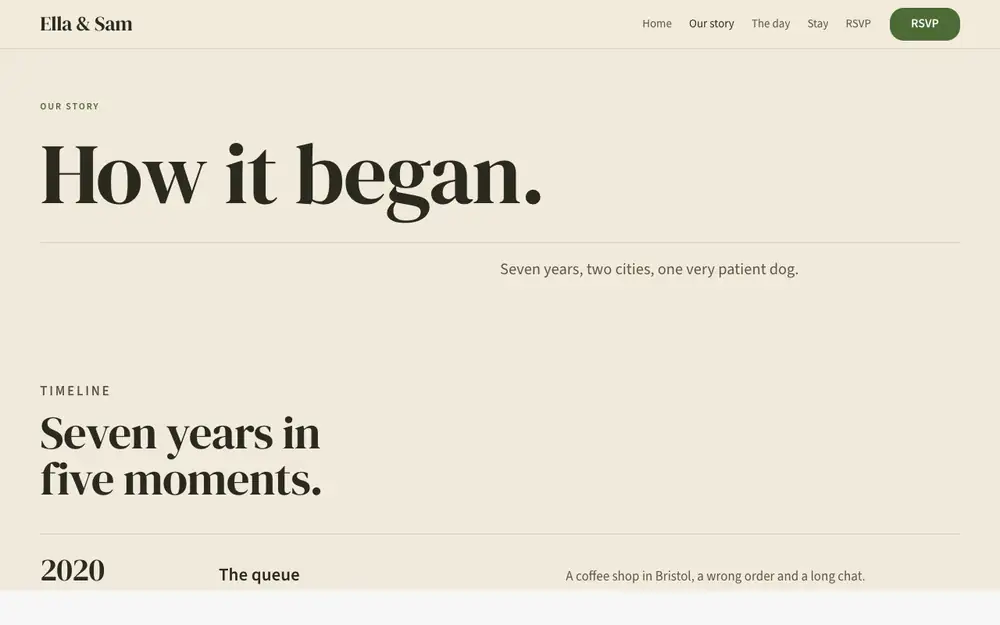 Ella & Sam
Home Our story The day Stay RSVP RSVP
OUR STORY
How it began.
Seven years, two cities, one very patient dog.
TIMELINE
Seven years in
five moments.
2020 The queue A coffee shop in Bristol, a wrong order and a long chat.